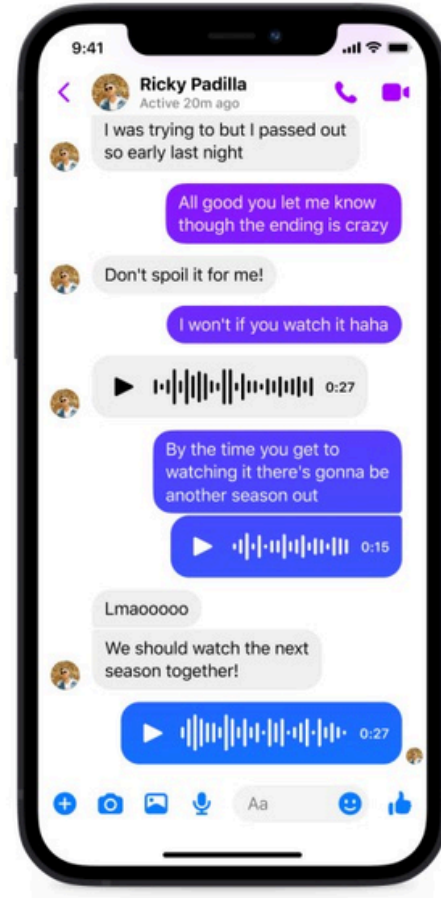 9:41
Ricky Padilla
Active 20m ago
I was trying to but I passed out
so early last night
All good you let me know
though the ending is crazy
Don't spoil it for me!
I won't if you watch it haha
0:27
By the time you get to
watching it there's gonna be
another season out
0:15
Lmaooooo
We should watch the next
season together!
0:27
Aa